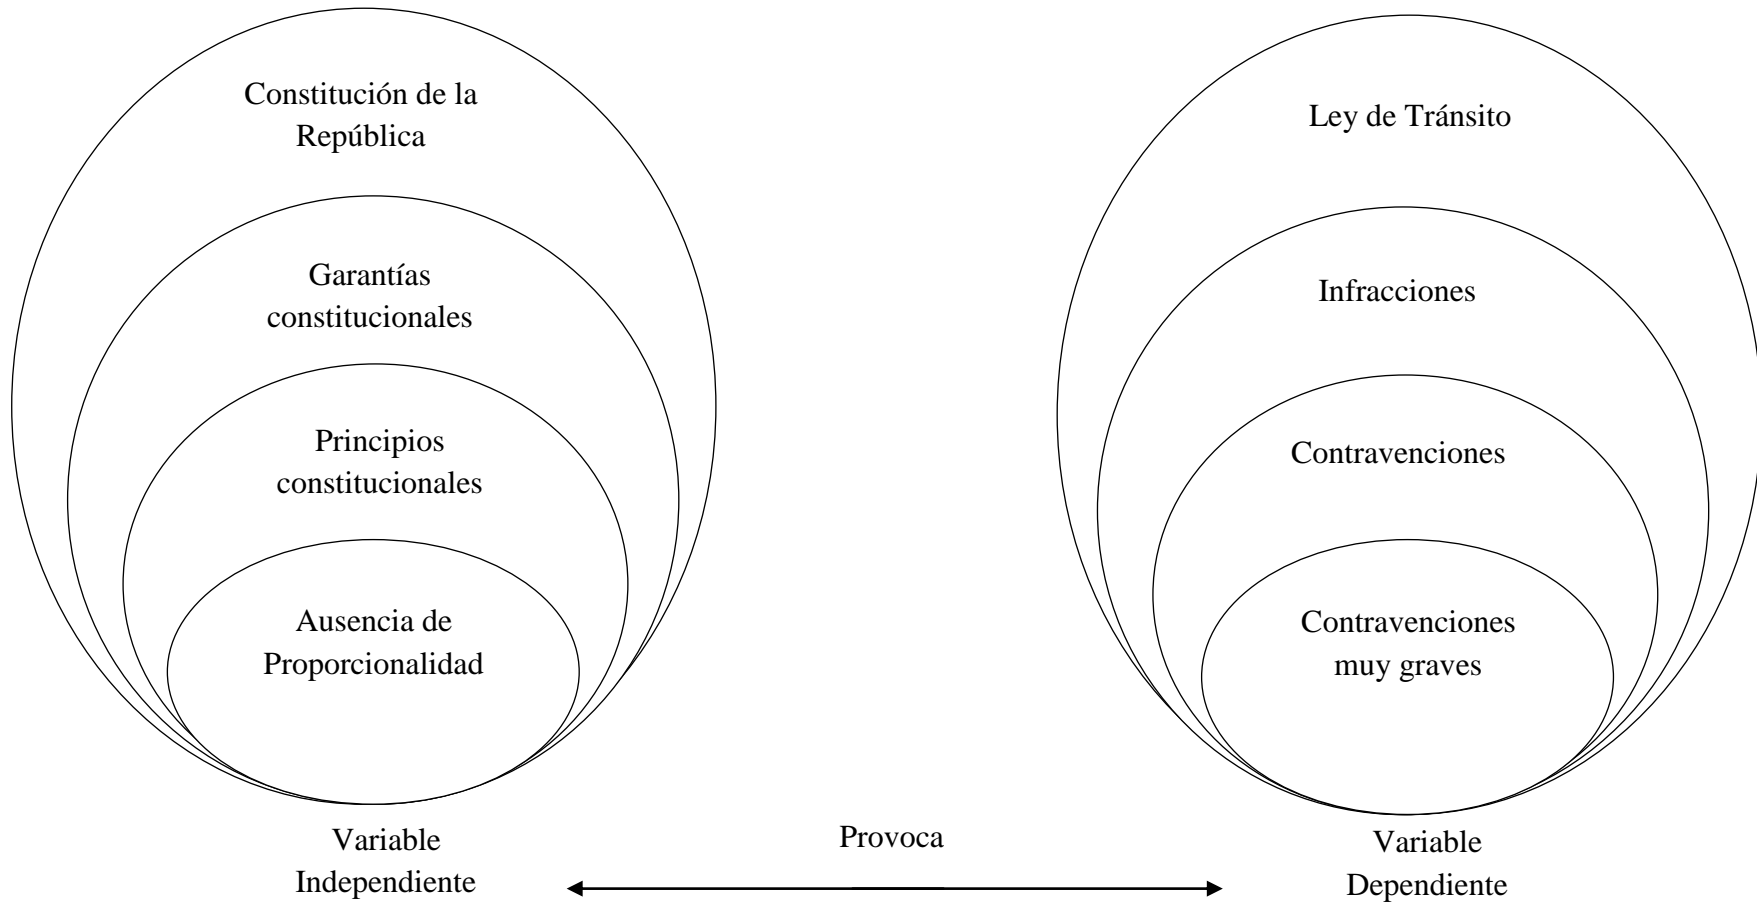 Constitución de la
República
Garantías
constitucionales
Principios
constitucionales
Ausencia de
Proporcionalidad
Variable
Independiente
Provoca
Ley de Tránsito
Infracciones
Contravenciones
Contravenciones
muy graves
Variable
Dependiente